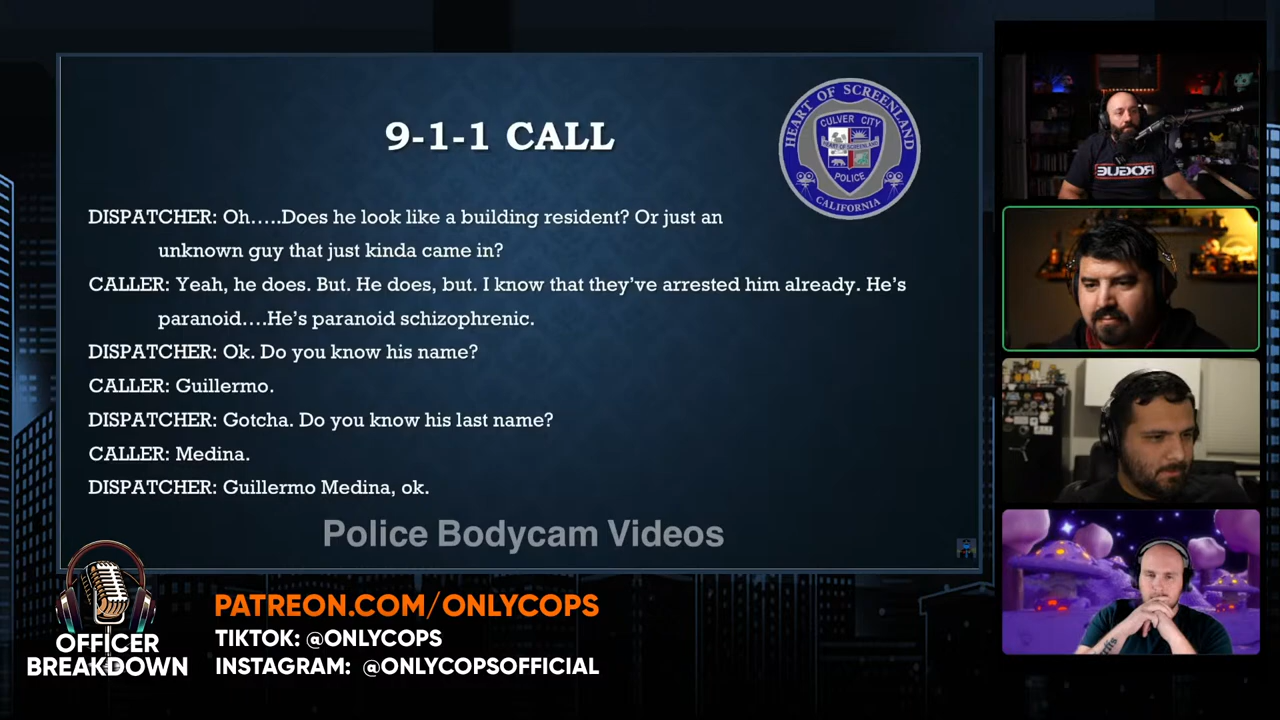 9-1-1 CALL
HEART OF SCREENLAND
CULVER CITY
HEART OF SCREENLAND
POLICE
CALIFORNIA
DISPATCHER: Oh…..Does he look like a building resident? Or just an
unknown guy that just kinda came in?
CALLER: Yeah, he does. But. He does, but. I know that they've arrested him already. He's
paranoid….He's paranoid schizophrenic.
DISPATCHER: Ok. Do you know his name?
CALLER: Guillermo.
DISPATCHER: Gotcha. Do you know his last name?
CALLER: Medina.
DISPATCHER: Guillermo Medina, ok.
Police Bodycam Videos
OFFICER
BREAKDOWN
PATREON.COM/ONLYCOPS
TIKTOK: @ONLYCOPS
INSTAGRAM: @ONLYCOPSOFFICIAL
ROGUE